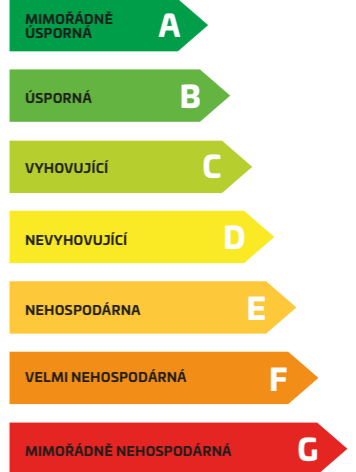 MIMOŘÁDNĚ
ÚSPORNÁ A
ÚSPORNÁ B
VYHOVUJÍCÍ C
NEVYHOVUJÍCÍ D
NEHOSPODÁRNA E
VELMI NEHOSPODÁRNÁ F
MIMOŘÁDNĚ NEHOSPODÁRNÁ G